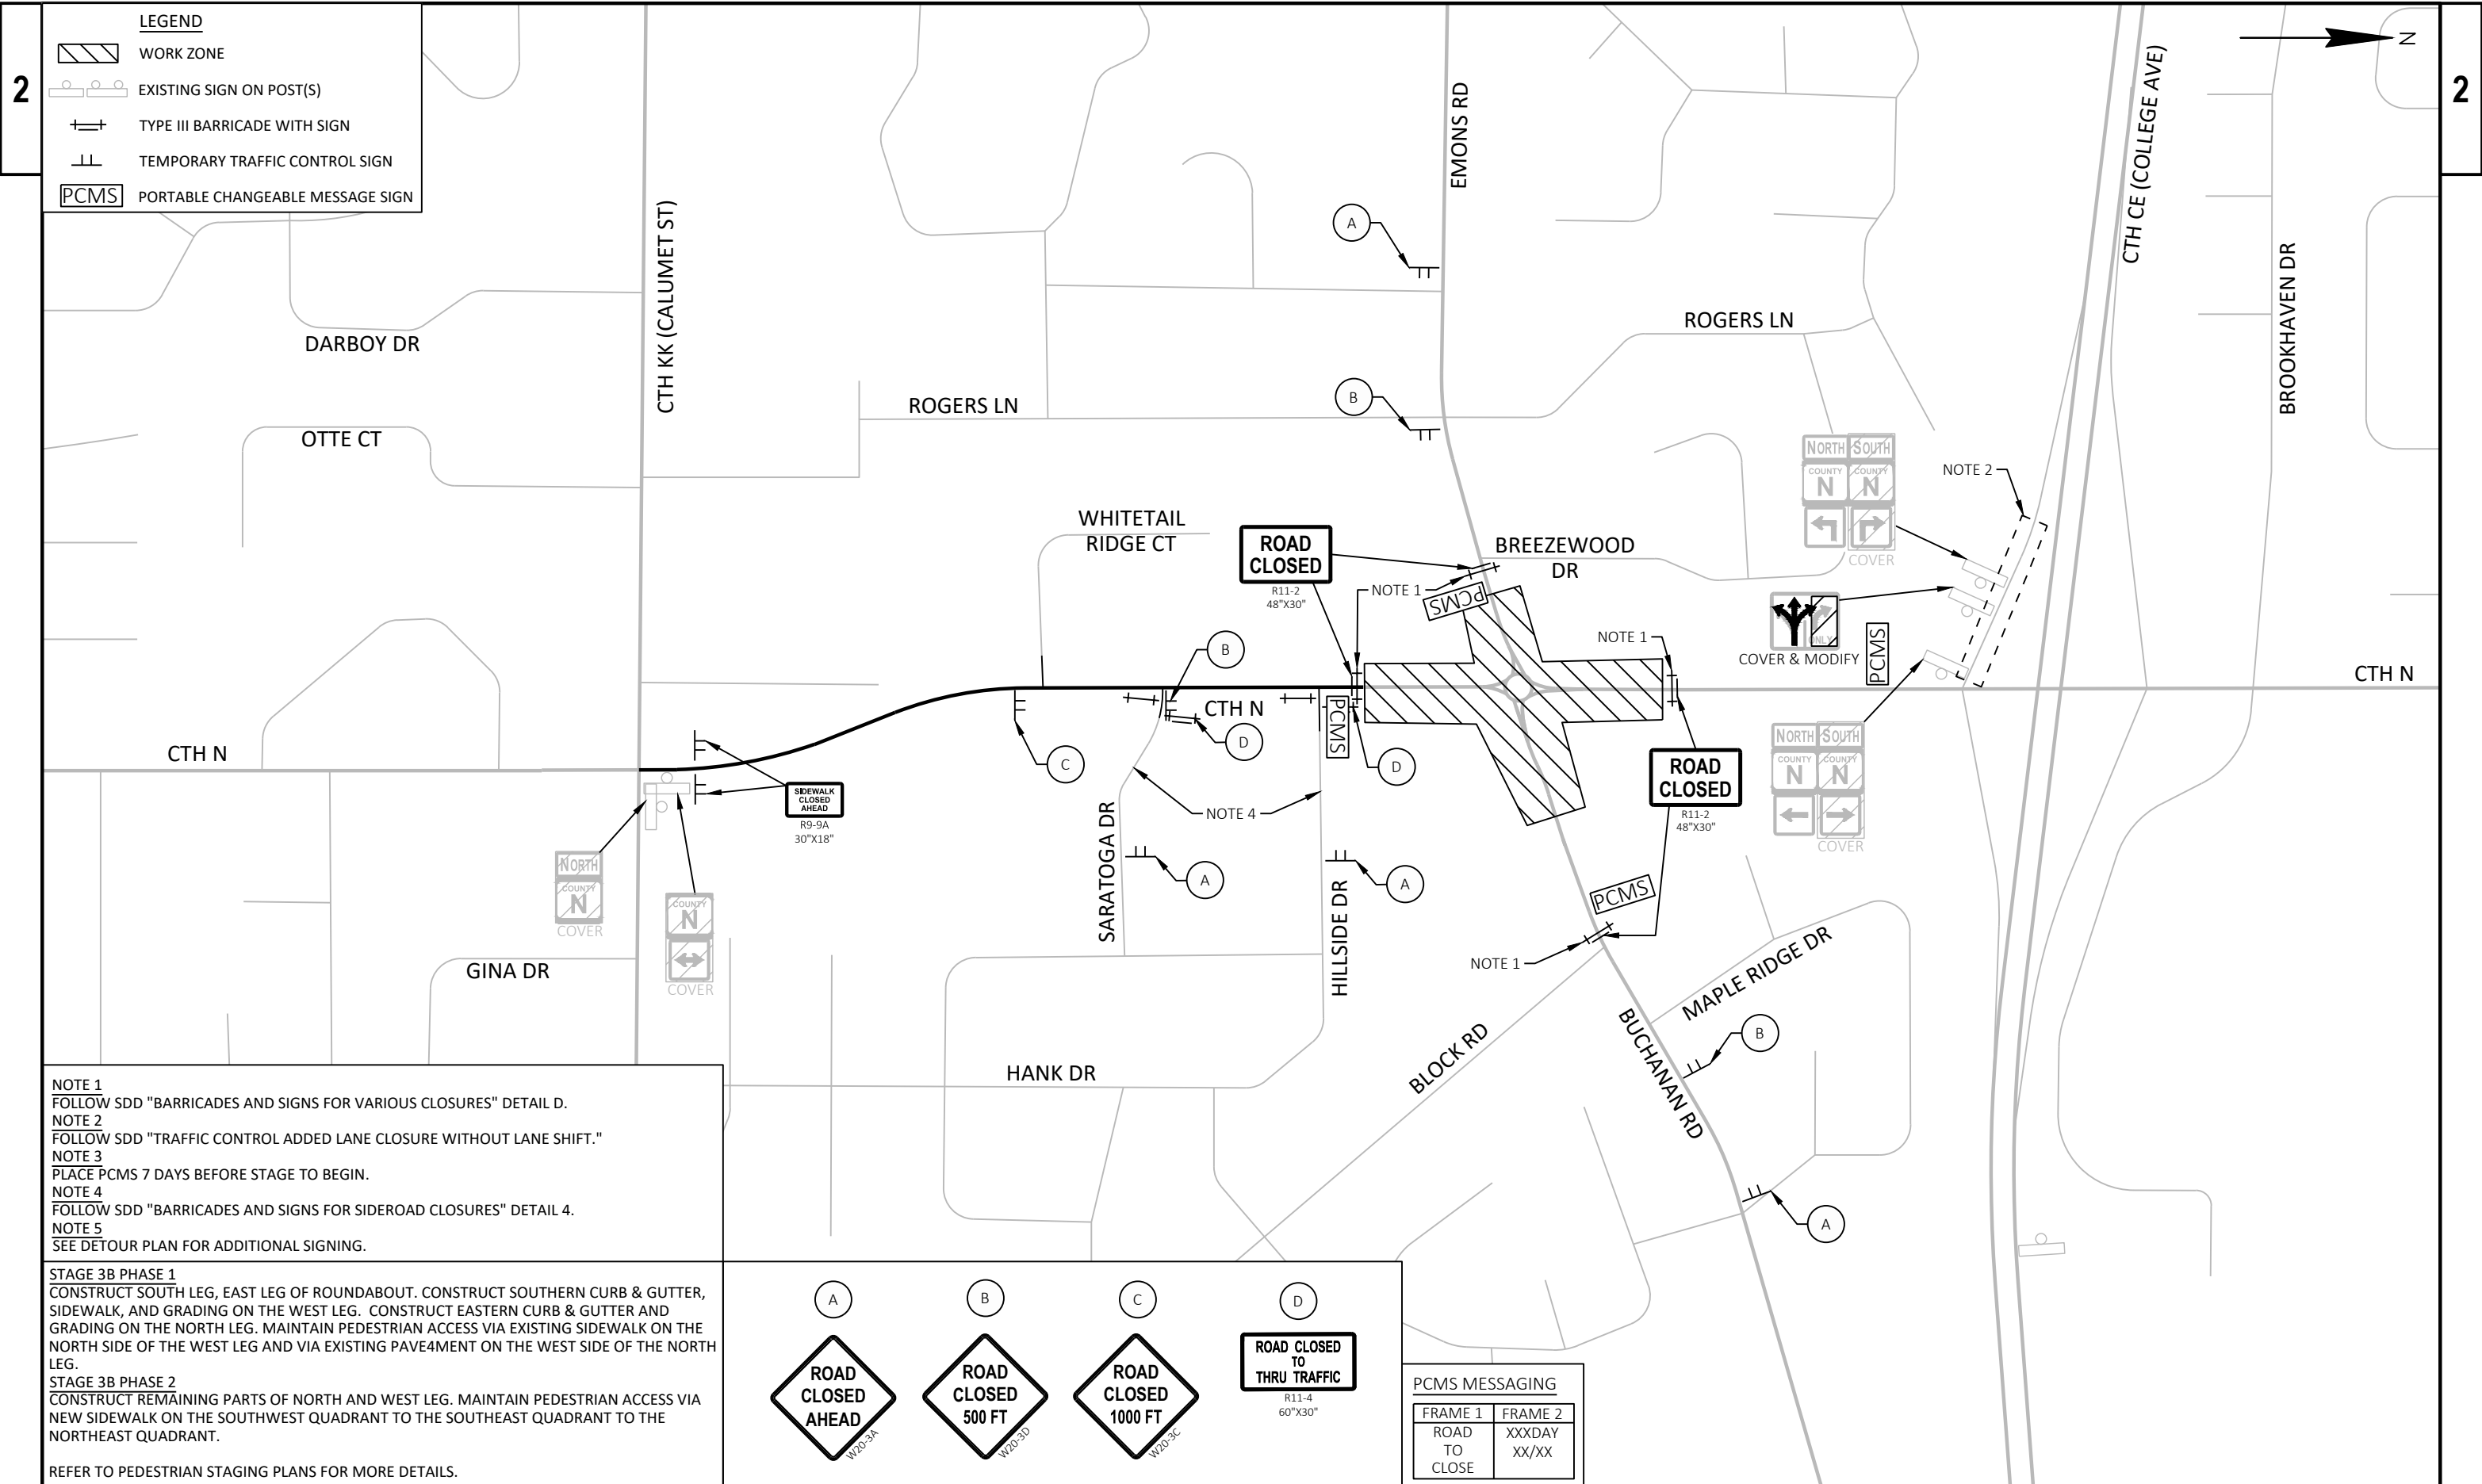 2
LEGEND
WORK ZONE
EXISTING SIGN ON POST(S)
TYPE III BARRICADE WITH SIGN
TEMPORARY TRAFFIC CONTROL SIGN
PCMS PORTABLE CHANGEABLE MESSAGE SIGN
N
2
CTH KK (CALUMET ST)
EMONS RD
CTH CE (COLLEGE AVE)
BROOKHAVEN DR
A
DARBOY DR
ROGERS LN
B
ROGERS LN
OTTE CT
NORTH SOUTH
COUNTY COUNTY
N N
COVER
NOTE 2
WHITETAIL
RIDGE CT
ROAD
CLOSED
R11-2
48"X30"
NOTE 1
PCMS
BREEZEWOOD
DR
NOTE 1
ONLY
COVER & MODIFY
PCMS
CTH N
B
CTH N
D
PCMS
D
C
CTH N
SIDEWALK
CLOSED
AHEAD
R9-9A
30"X18"
ROAD
CLOSED
R11-2
48"X30"
NORTH SOUTH
COUNTY COUNTY
N N
COVER
NOTE 4
SARATOGA DR
A
HILLSIDE DR
A
PCMS
NOTE 1
NORTH
COUNTY
N
COVER
COUNTY
N
COVER
GINA DR
MAPLE RIDGE DR
BLOCK RD
BUCHANAN RD
B
A
HANK DR
NOTE 1
FOLLOW SDD "BARRICADES AND SIGNS FOR VARIOUS CLOSURES" DETAIL D.
NOTE 2
FOLLOW SDD "TRAFFIC CONTROL ADDED LANE CLOSURE WITHOUT LANE SHIFT."
NOTE 3
PLACE PCMS 7 DAYS BEFORE STAGE TO BEGIN.
NOTE 4
FOLLOW SDD "BARRICADES AND SIGNS FOR SIDEROAD CLOSURES" DETAIL 4.
NOTE 5
SEE DETOUR PLAN FOR ADDITIONAL SIGNING.
STAGE 3B PHASE 1
CONSTRUCT SOUTH LEG, EAST LEG OF ROUNDABOUT. CONSTRUCT SOUTHERN CURB & GUTTER,
SIDEWALK, AND GRADING ON THE WEST LEG. CONSTRUCT EASTERN CURB & GUTTER AND
GRADING ON THE NORTH LEG. MAINTAIN PEDESTRIAN ACCESS VIA EXISTING SIDEWALK ON THE
NORTH SIDE OF THE WEST LEG AND VIA EXISTING PAVE4MENT ON THE WEST SIDE OF THE NORTH
LEG.
STAGE 3B PHASE 2
CONSTRUCT REMAINING PARTS OF NORTH AND WEST LEG. MAINTAIN PEDESTRIAN ACCESS VIA
NEW SIDEWALK ON THE SOUTHWEST QUADRANT TO THE SOUTHEAST QUADRANT TO THE
NORTHEAST QUADRANT.
REFER TO PEDESTRIAN STAGING PLANS FOR MORE DETAILS.
A
ROAD
CLOSED
AHEAD
W20-3A
B
ROAD
CLOSED
500 FT
W20-3D
C
ROAD
CLOSED
1000 FT
W20-3C
D
ROAD CLOSED
TO
THRU TRAFFIC
R11-4
60"X30"
PCMS MESSAGING
FRAME 1 FRAME 2
ROAD XXXDAY
TO XX/XX
CLOSE